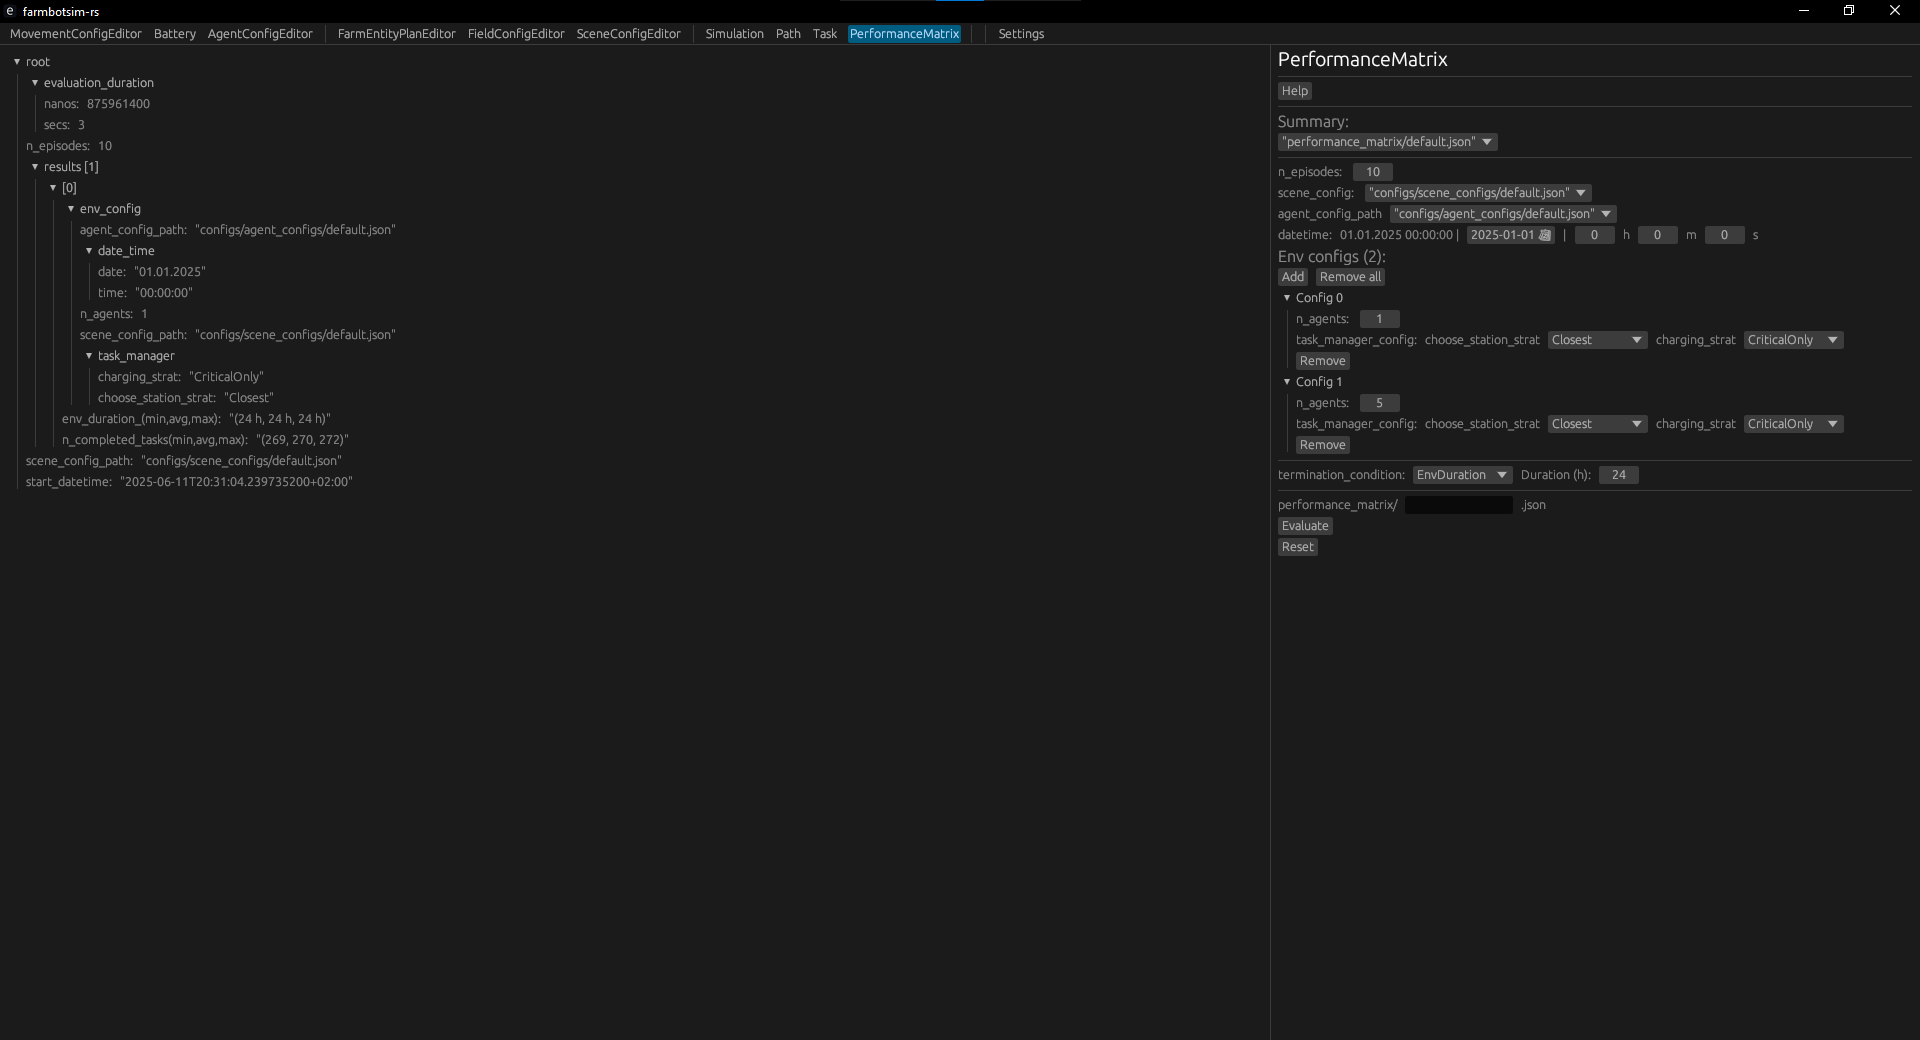 farmbotsim-rs
MovementConfigEditor Battery AgentConfigEditor FarmEntityPlanEditor FieldConfigEditor SceneConfigEditor Simulation Path Task PerformanceMatrix Settings
root
evaluation_duration
nanos: 875961400
secs: 3
n_episodes: 10
results [1]
[0]
env_config
agent_config_path: "configs/agent_configs/default.json"
date_time
date: "01.01.2025"
time: "00:00:00"
n_agents: 1
scene_config_path: "configs/scene_configs/default.json"
task_manager
charging_strat: "CriticalOnly"
choose_station_strat: "Closest"
env_duration_(min,avg,max): "(24 h, 24 h, 24 h)"
n_completed_tasks(min,avg,max): "(269, 270, 272)"
scene_config_path: "configs/scene_configs/default.json"
start_datetime: "2025-06-11T20:31:04.239735200+02:00"
PerformanceMatrix
Help
Summary:
"performance_matrix/default.json"
n_episodes: 10
scene_config: "configs/scene_configs/default.json"
agent_config_path "configs/agent_configs/default.json"
datetime: 01.01.2025 00:00:00 | 2025-01-01 | 0 h 0 m 0 s
Env configs (2):
Add Remove all
Config 0
n_agents: 1
task_manager_config: choose_station_strat Closest charging_strat CriticalOnly
Remove
Config 1
n_agents: 5
task_manager_config: choose_station_strat Closest charging_strat CriticalOnly
Remove
termination_condition: EnvDuration Duration (h): 24
performance_matrix/ .json
Evaluate
Reset